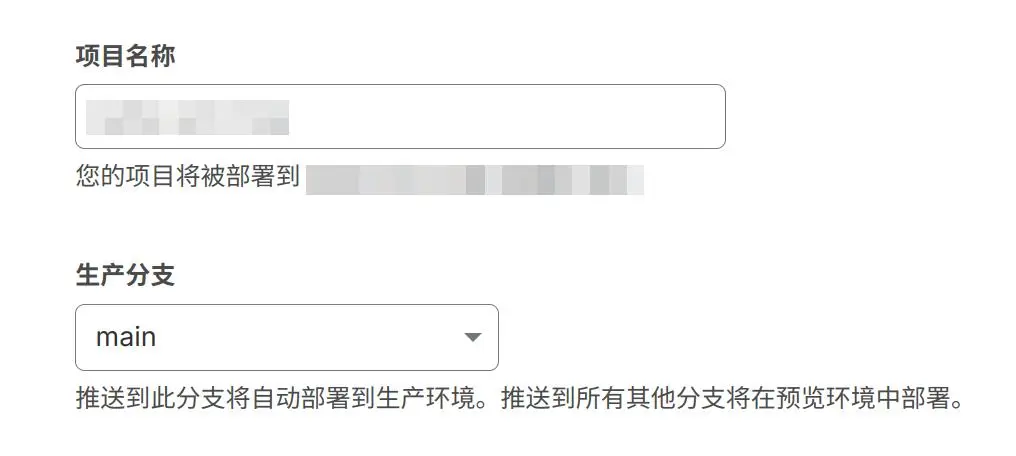 项目名称
您的项目将被部署到
生产分支
main
推送到此分支将自动部署到生产环境。推送到所有其他分支将在预览环境中部署。